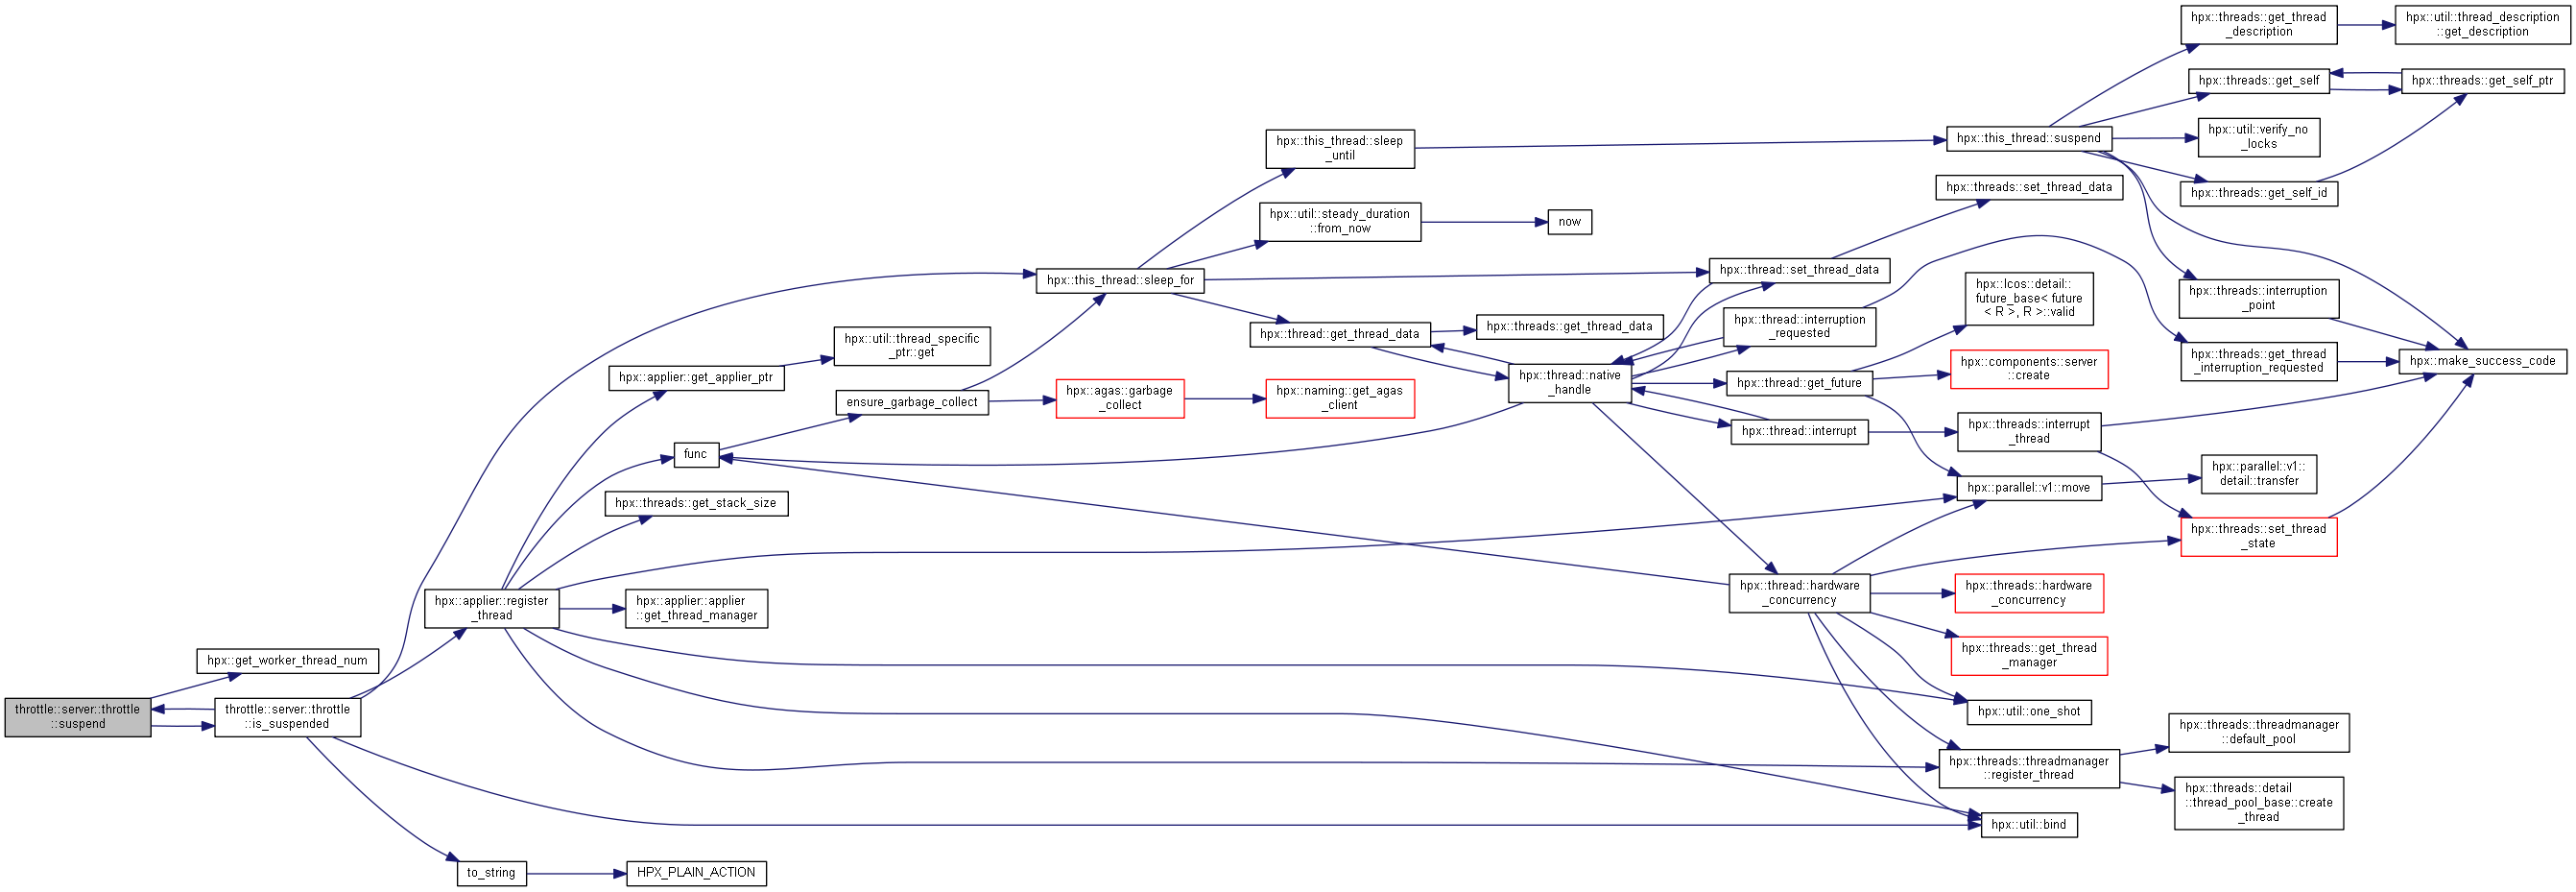 throttle::server::throttle
::suspend
hpx::get_worker_thread_num
throttle::server::throttle
::is_suspended
hpx::applier::register
_thread
to_string
hpx::applier::get_applier_ptr
func
hpx::threads::get_stack_size
hpx::applier::applier
::get_thread_manager
HPX_PLAIN_ACTION
hpx::util::thread_specific
_ptr::get
ensure_garbage_collect
hpx::this_thread::sleep_for
hpx::agas::garbage
_collect
hpx::this_thread::sleep
_until
hpx::util::steady_duration
::from_now
hpx::thread::get_thread_data
hpx::naming::get_agas
_client
now
hpx::threads::get_thread_data
hpx::thread::native
_handle
hpx::thread::set_thread_data
hpx::thread::interruption
_requested
hpx::thread::get_future
hpx::thread::interrupt
hpx::thread::hardware
_concurrency
hpx::this_thread::suspend
hpx::threads::set_thread_data
hpx::lcos::detail::
future_base< future
< R >, R >::valid
hpx::components::server
::create
hpx::threads::interrupt
_thread
hpx::parallel::v1::move
hpx::threads::hardware
_concurrency
hpx::threads::get_thread
_manager
hpx::util::one_shot
hpx::threads::threadmanager
::register_thread
hpx::util::bind
hpx::threads::get_thread
_description
hpx::threads::get_self
hpx::util::verify_no
_locks
hpx::threads::get_self_id
hpx::threads::interruption
_point
hpx::threads::get_thread
_interruption_requested
hpx::parallel::v1::
detail::transfer
hpx::threads::set_thread
_state
hpx::threads::threadmanager
::default_pool
hpx::threads::detail
::thread_pool_base::create
_thread
hpx::util::thread_description
::get_description
hpx::threads::get_self_ptr
hpx::make_success_code